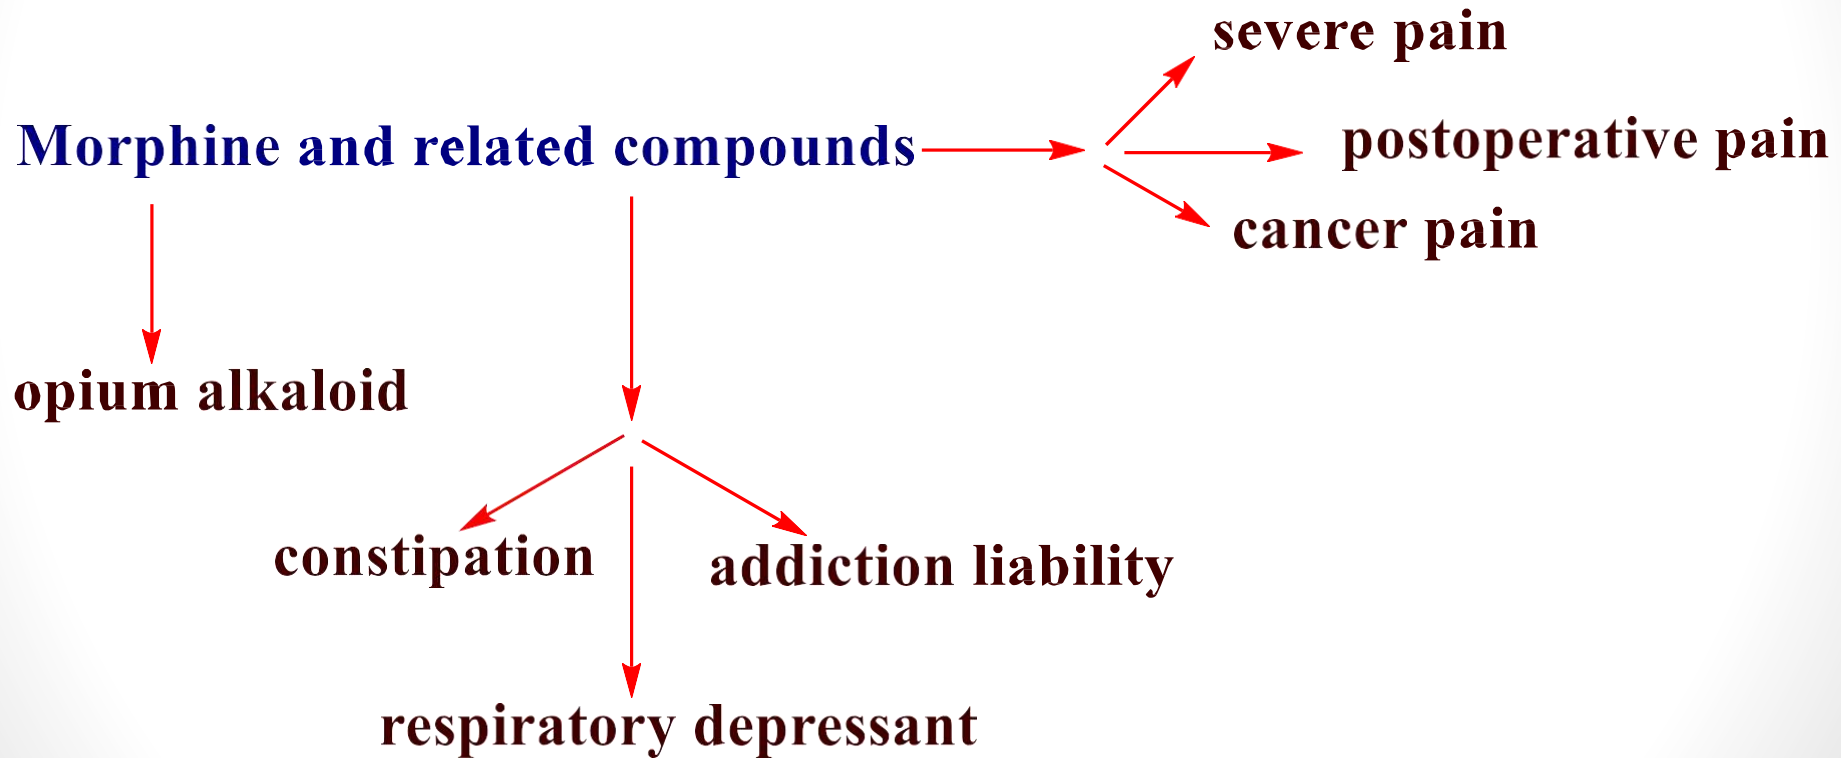 severe pain
Morphine and related compounds
postoperative pain
cancer pain
opium alkaloid
constipation
addiction liability
respiratory depressant